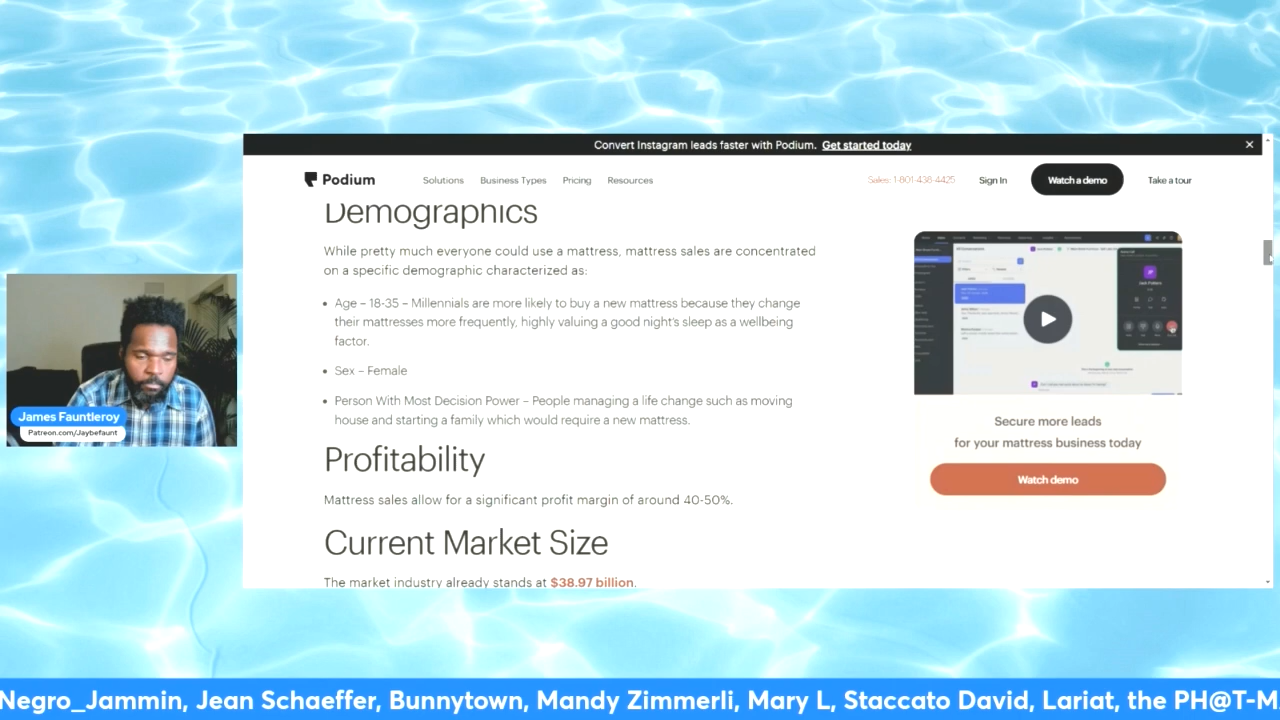 Convert Instagram leads faster with Podium. Get started today ×
Podium Solutions Business Types Pricing Resources Sales: 1-801-438-4425 Sign In Watch a demo Take a tour
Demographics
While pretty much everyone could use a mattress, mattress sales are concentrated
on a specific demographic characterized as:
• Age – 18-35 – Millennials are more likely to buy a new mattress because they change
their mattresses more frequently, highly valuing a good night's sleep as a wellbeing
factor.
• Sex – Female
• Person With Most Decision Power – People managing a life change such as moving
house and starting a family which would require a new mattress.
Profitability
Mattress sales allow for a significant profit margin of around 40-50%.
Current Market Size
The market industry already stands at $38.97 billion.
Secure more leads
for your mattress business today
Watch demo
James Fauntleroy
Patreon.com/Jaybefaunt
Negro_Jammin, Jean Schaeffer, Bunnytown, Mandy Zimmerli, Mary L, Staccato David, Lariat, the PH@T-M